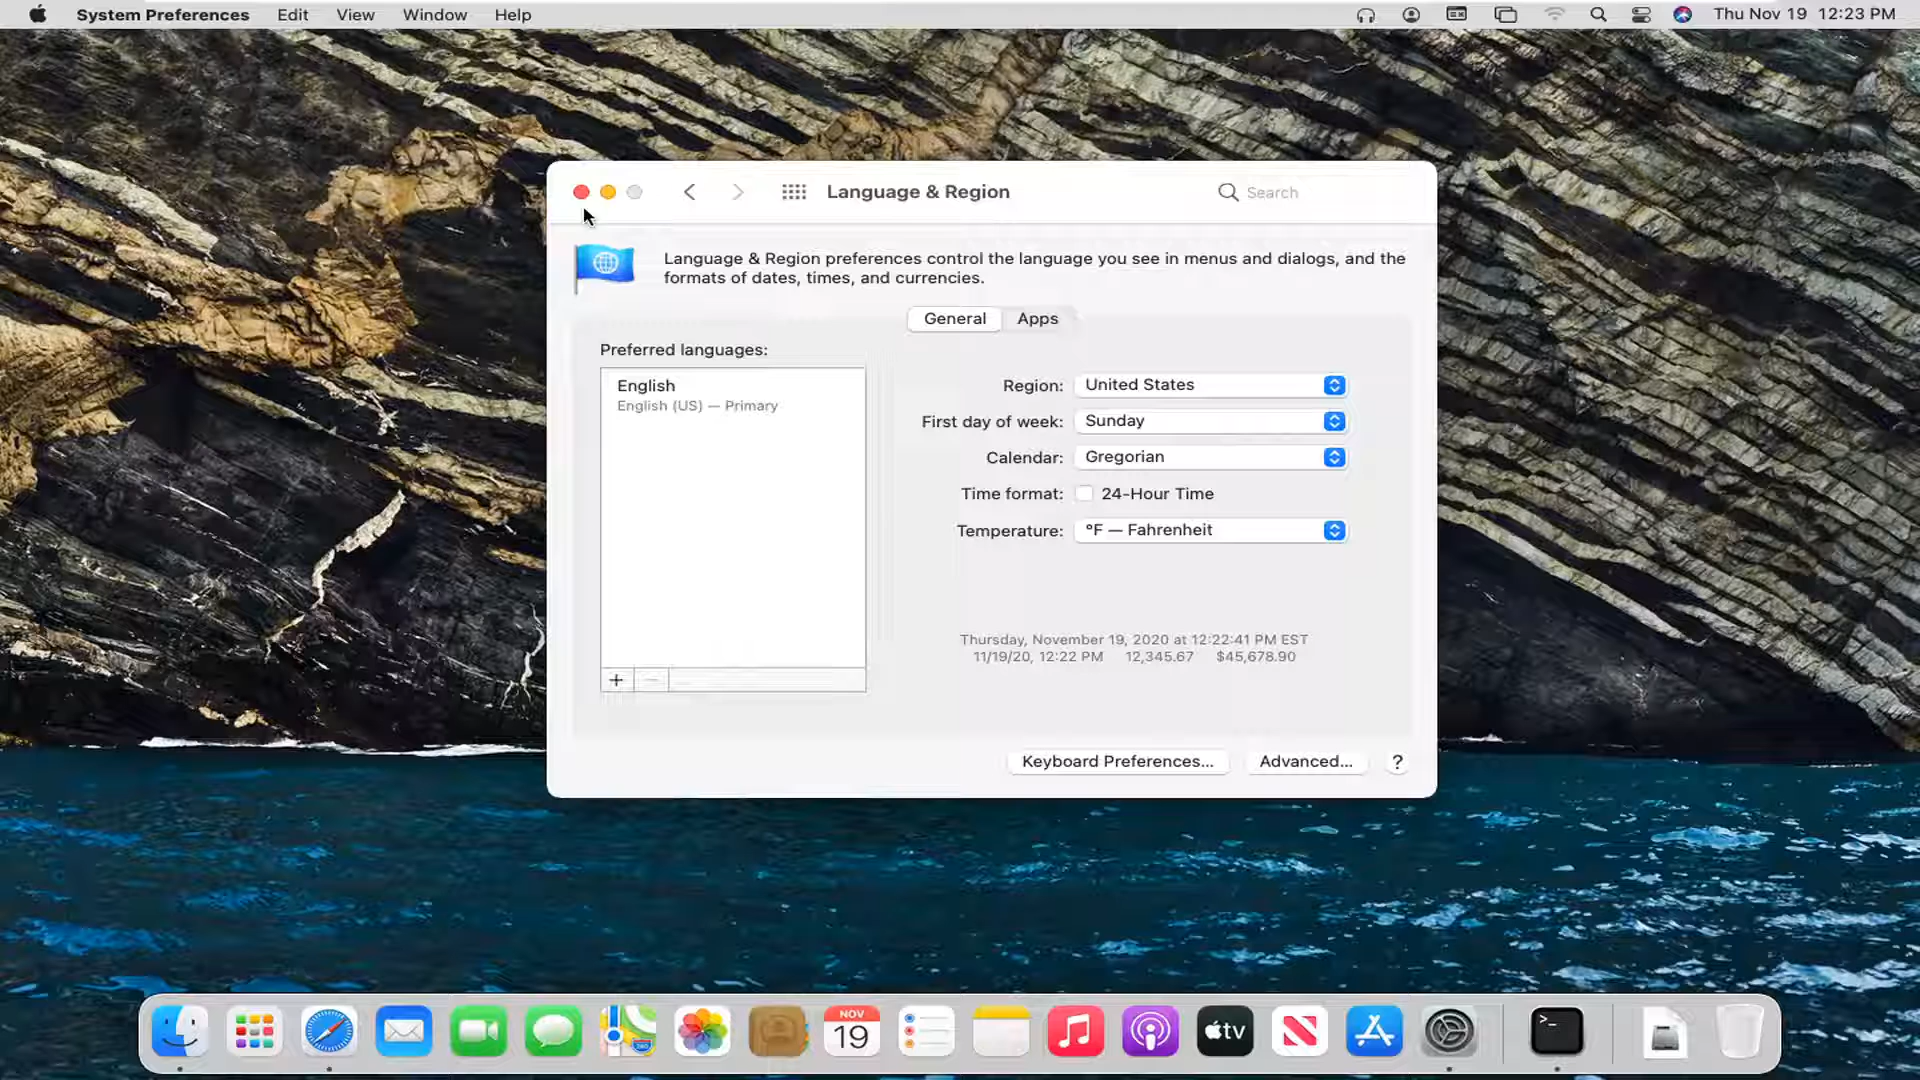 System Preferences Edit View Window Help Thu Nov 19 12:23 PM
Language & Region Search
Language & Region preferences control the language you see in menus and dialogs, and the
formats of dates, times, and currencies.
General Apps
Preferred languages:
English
English (US) — Primary
Region: United States
First day of week: Sunday
Calendar: Gregorian
Time format: 24-Hour Time
Temperature: °F — Fahrenheit
Thursday, November 19, 2020 at 12:22:41 PM EST
11/19/20, 12:22 PM 12,345.67 $45,678.90
+ −
Keyboard Preferences... Advanced... ?
NOV
19
tv
>_